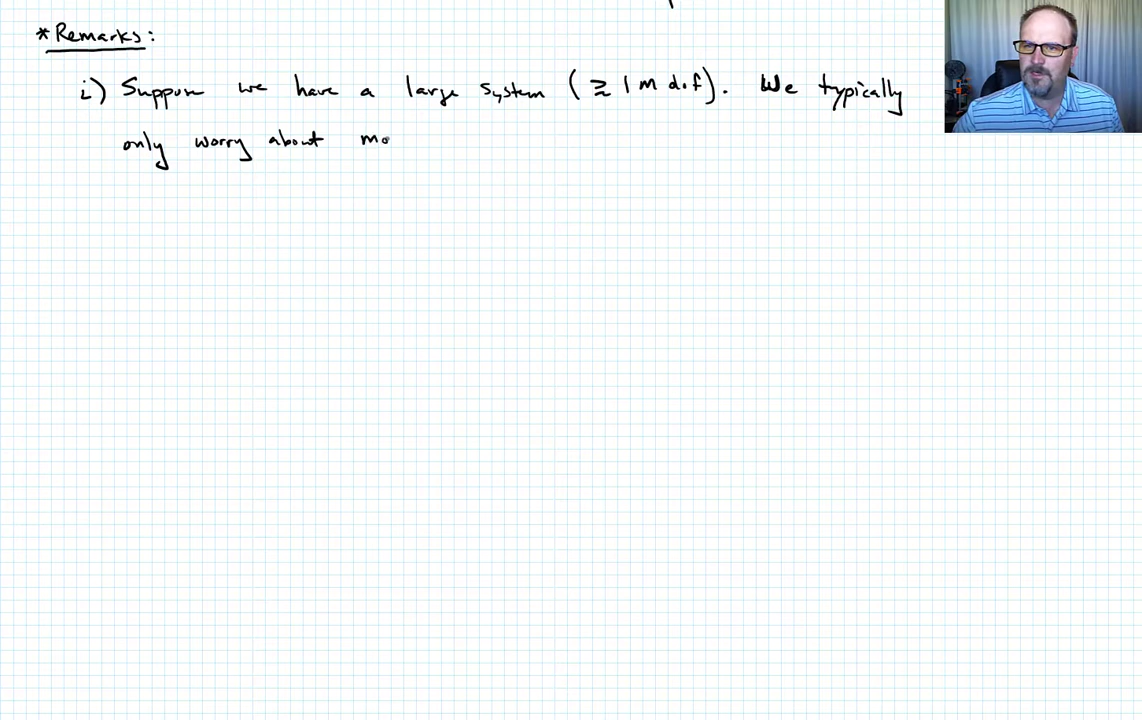 *Remarks:
i) Suppose we have a large system (≳ 1 M d.o.f). We typically
only worry about mo